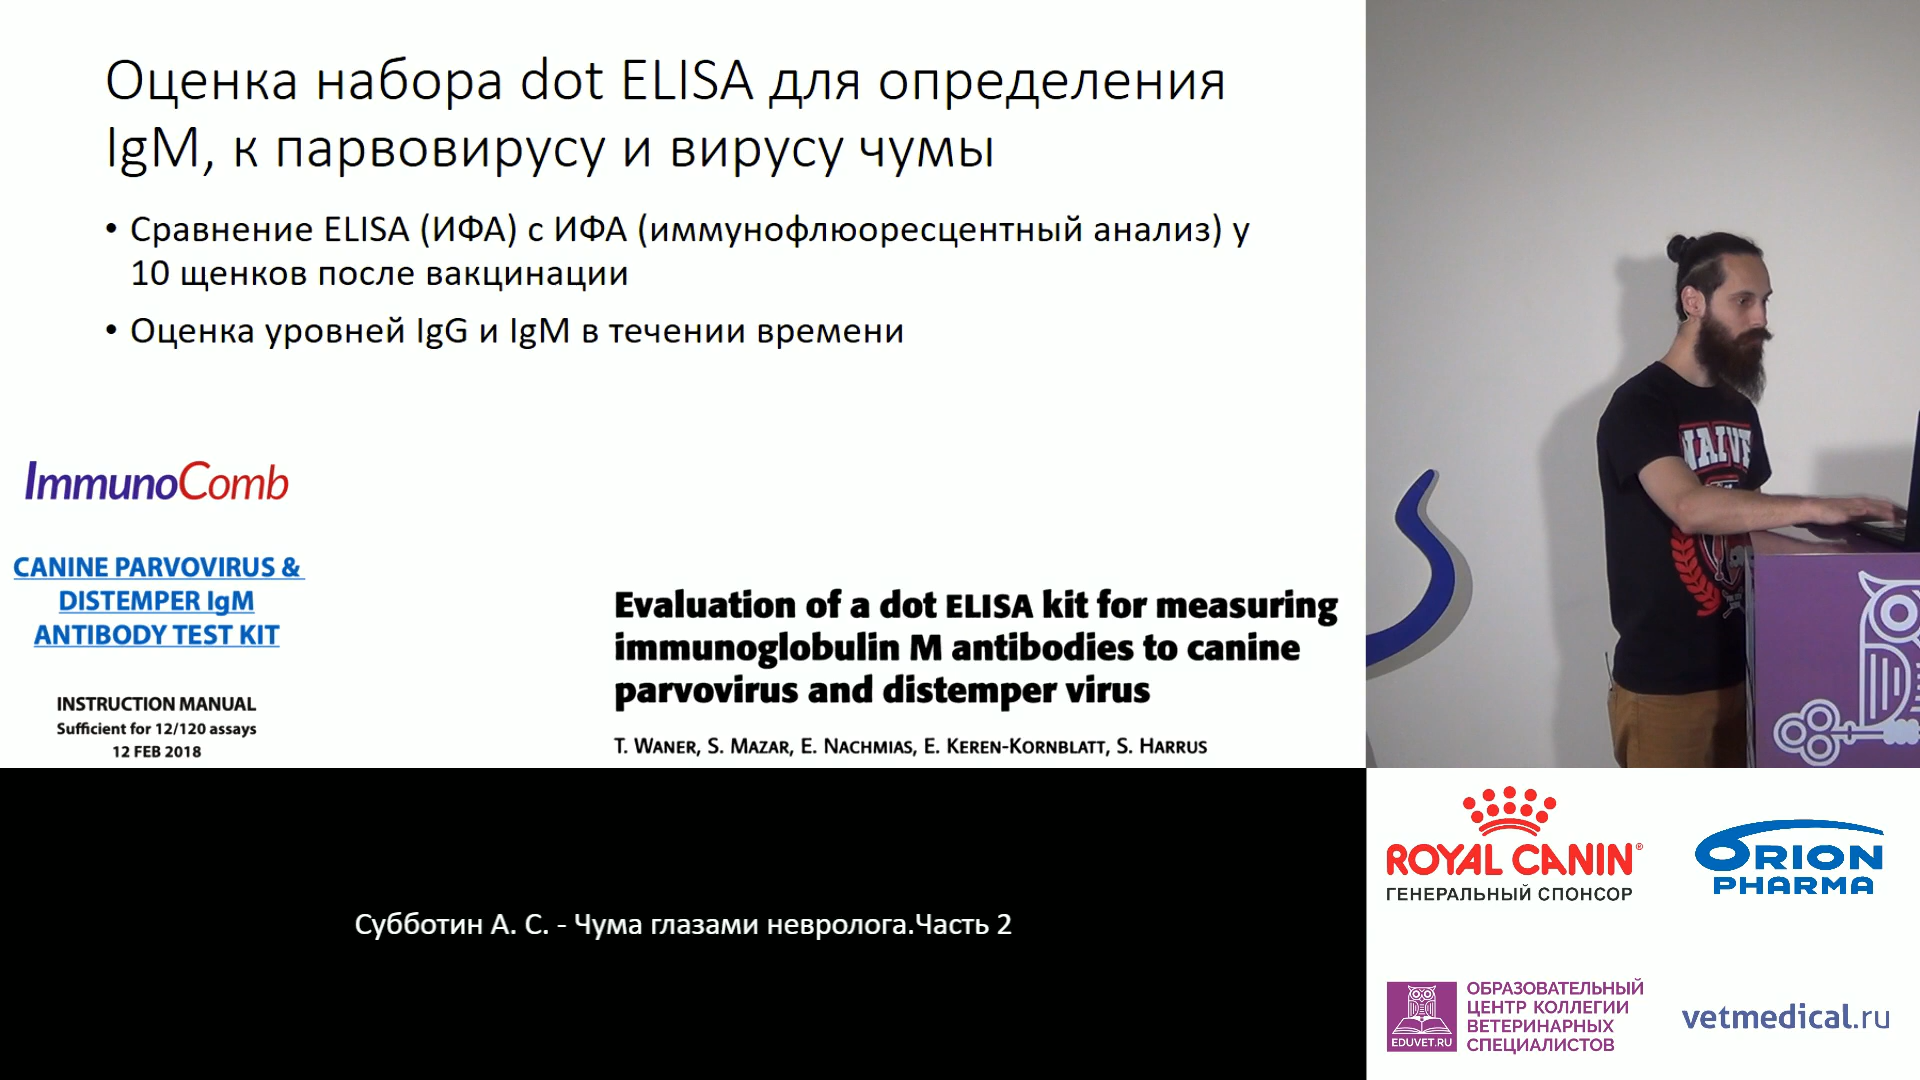 Оценка набора dot ELISA для определения
IgM, к парвовирусу и вирусу чумы
• Сравнение ELISA (ИФА) с ИФА (иммунофлюоресцентный анализ) у
10 щенков после вакцинации
• Оценка уровней IgG и IgM в течении времени
ImmunoComb
CANINE PARVOVIRUS &
DISTEMPER IgM
ANTIBODY TEST KIT
INSTRUCTION MANUAL
Sufficient for 12/120 assays
12 FEB 2018
Evaluation of a dot ELISA kit for measuring
immunoglobulin M antibodies to canine
parvovirus and distemper virus
T. WANER, S. MAZAR, E. NACHMIAS, E. KEREN-KORNBLATT, S. HARRUS
NAIVE
Субботин А. С. - Чума глазами невролога.Часть 2
ROYAL CANIN®
ГЕНЕРАЛЬНЫЙ СПОНСОР
ORION
PHARMA
EDUVET.RU
ОБРАЗОВАТЕЛЬНЫЙ
ЦЕНТР КОЛЛЕГИИ
ВЕТЕРИНАРНЫХ
СПЕЦИАЛИСТОВ
vetmedical.ru